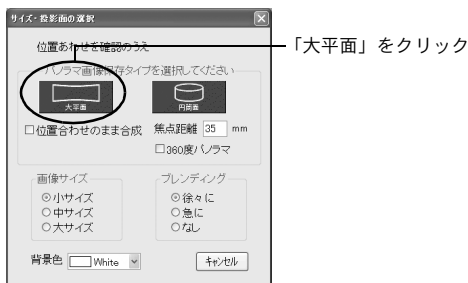 サイズ・投影面の選択
位置あわせを確認のうえ
「大平面」をクリック
パノラマ画像保存タイプを選択してください
大平面
円筒面
位置合わせのまま合成
焦点距離 35 mm
360度パノラマ
画像サイズ
小サイズ
中サイズ
大サイズ
ブレンディング
徐々に
急に
なし
背景色 White
キャンセル